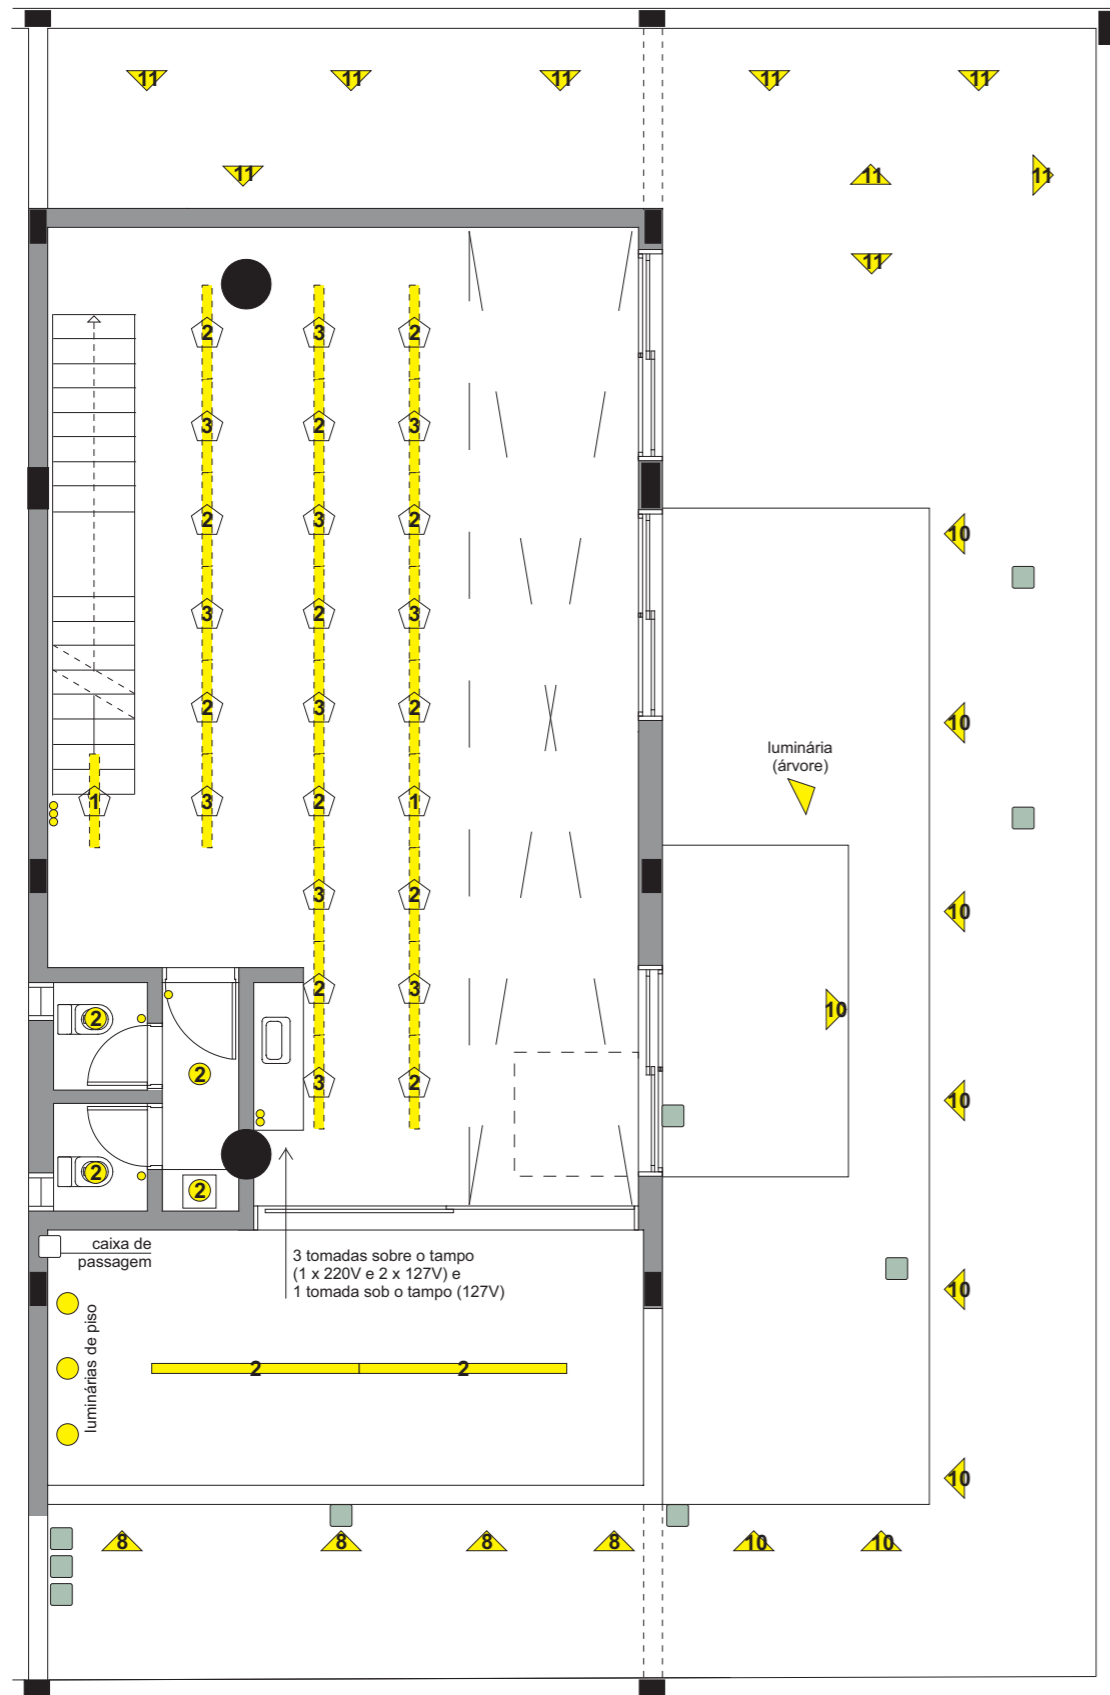 11 11 11 11 11
11 11 11
11
2 3 2
3 2 3
2 3 2
10
3 2 3
2 3 2
10
luminária
(árvore)
1 3 2 1
3 2
10
2 3
10
2
2
3 2
10
2
2
caixa de
passagem
3 tomadas sobre o tampo
(1 x 220V e 2 x 127V) e
1 tomada sob o tampo (127V)
10
luminárias de piso
2 2
10
8 8 8 8 10 10